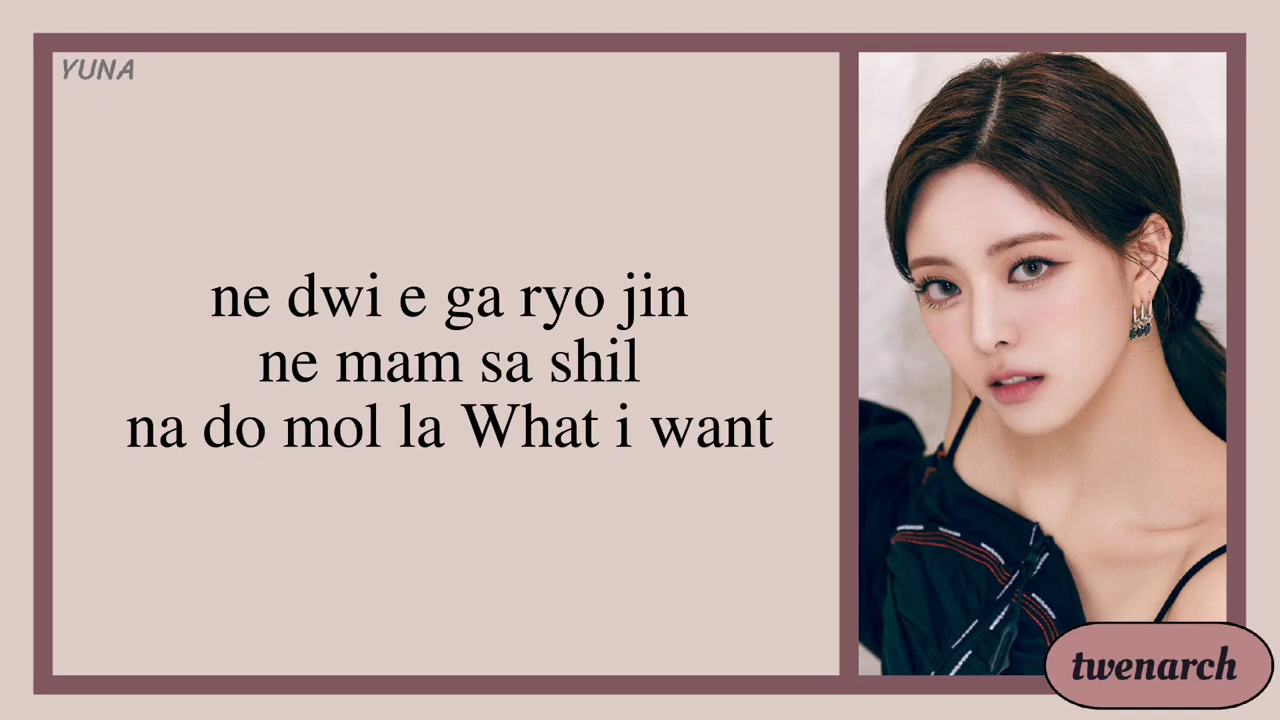 YUNA
ne dwi e ga ryo jin
ne mam sa shil
na do mol la What i want
twenarch